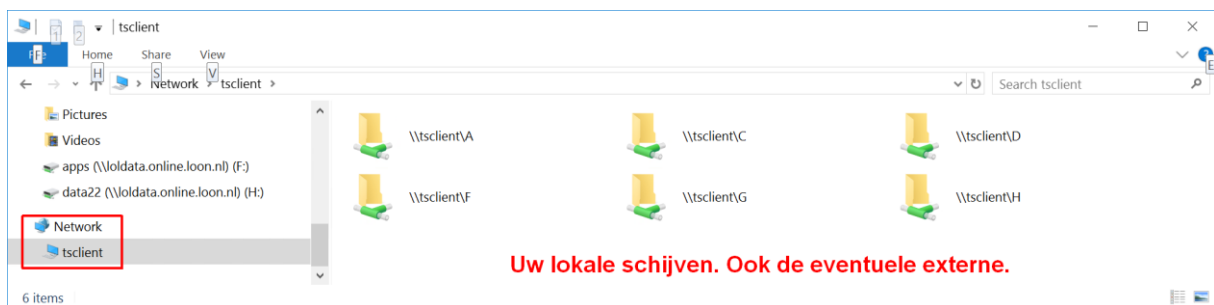 1 2 tsclient
File F Home Share View
H S V E
Network tsclient
Search tsclient
Pictures
Videos
apps (\\loldata.online.loon.nl) (F:)
data22 (\\loldata.online.loon.nl) (H:)
Network
tsclient
\\tsclient\A \\tsclient\C \\tsclient\D
\\tsclient\F \\tsclient\G \\tsclient\H
Uw lokale schijven. Ook de eventuele externe.
6 items